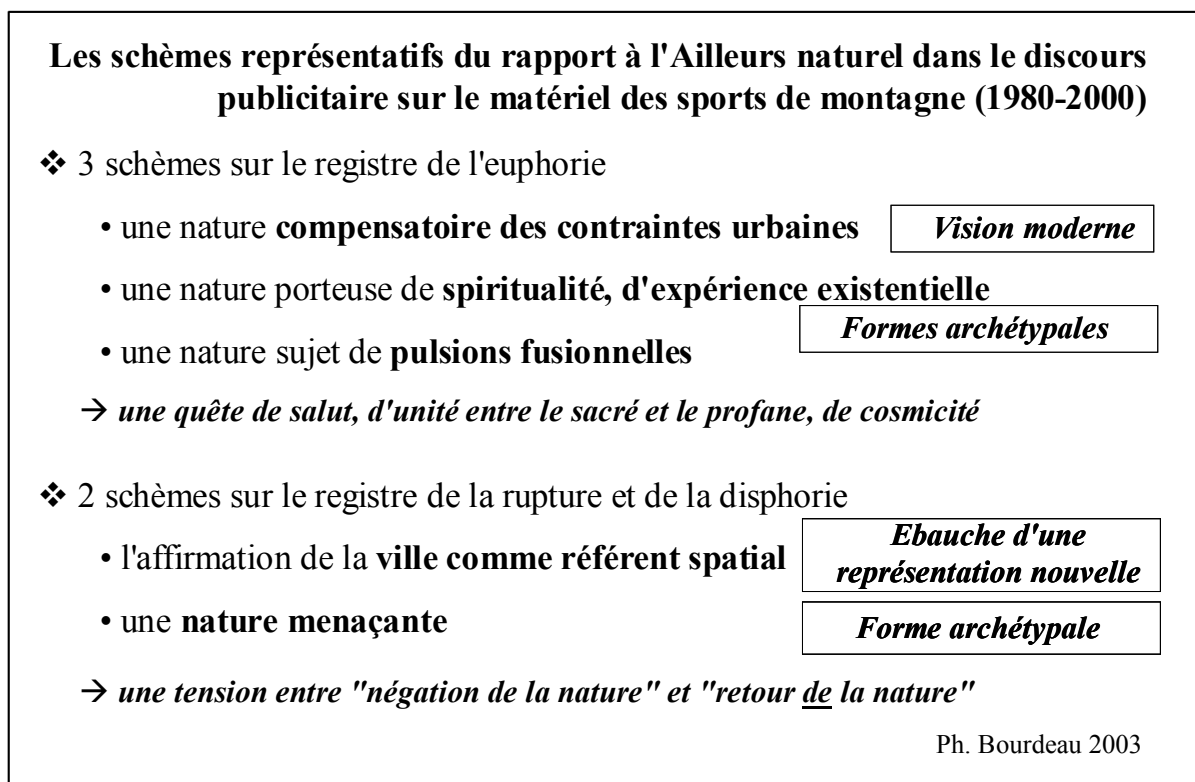 Les schèmes représentatifs du rapport à l'Ailleurs naturel dans le discours
publicitaire sur le matériel des sports de montagne (1980-2000)
❖ 3 schèmes sur le registre de l'euphorie
• une nature compensatoire des contraintes urbaines
Vision moderne
• une nature porteuse de spiritualité, d'expérience existentielle
Formes archétypales
• une nature sujet de pulsions fusionnelles
→ une quête de salut, d'unité entre le sacré et le profane, de cosmicité
❖ 2 schèmes sur le registre de la rupture et de la disphorie
• l'affirmation de la ville comme référent spatial
Ebauche d'une
représentation nouvelle
• une nature menaçante
Forme archétypale
→ une tension entre "négation de la nature" et "retour de la nature"
Ph. Bourdeau 2003